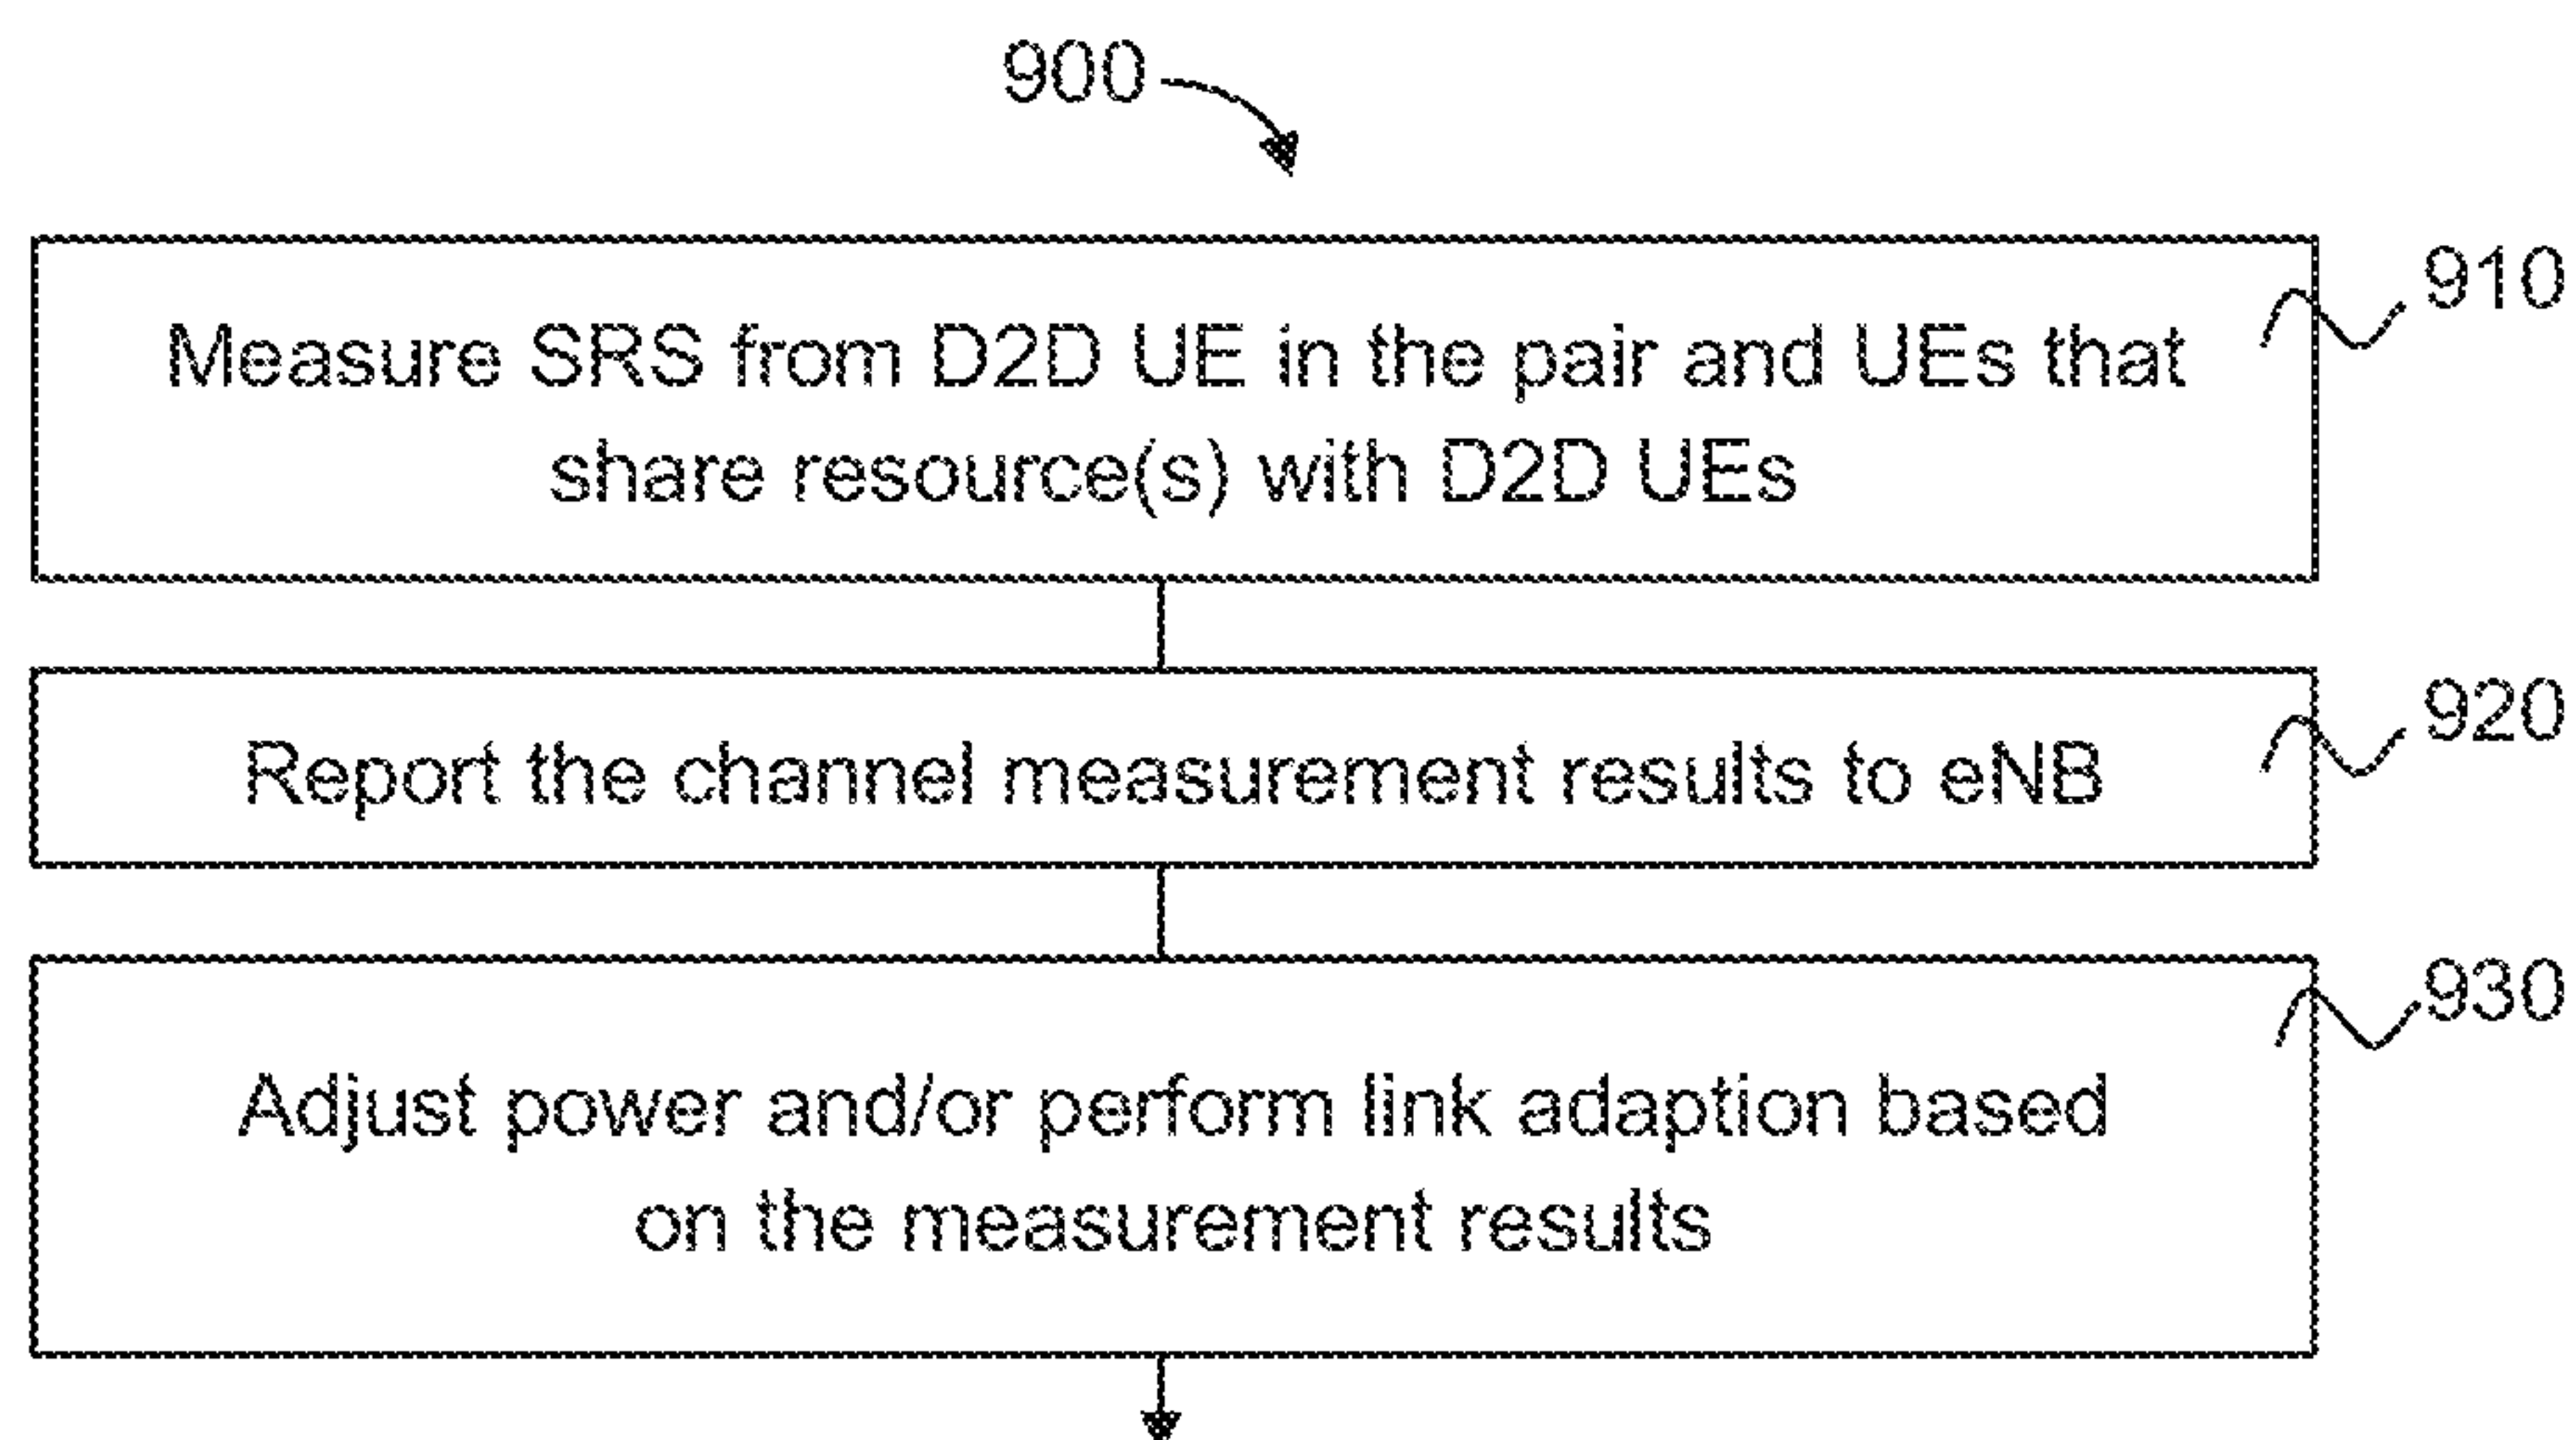 900
910
Measure SRS from D2D UE in the pair and UEs that
share resource(s) with D2D UEs
920
Report the channel measurement results to eNB
930
Adjust power and/or perform link adaption based
on the measurement results